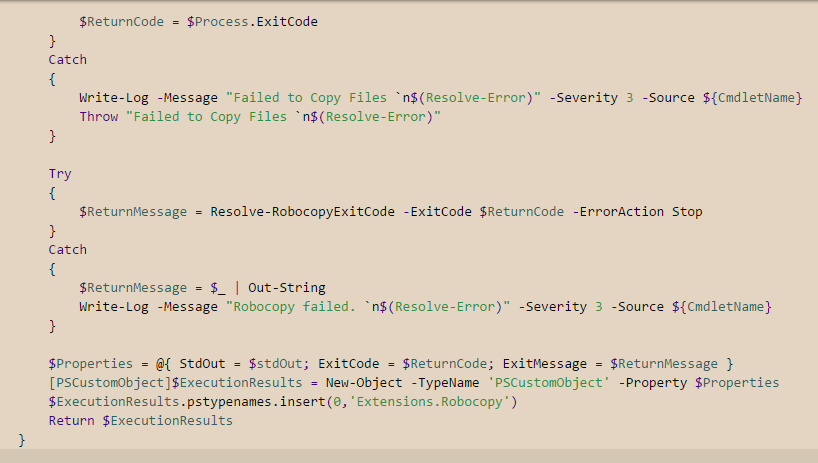 $ReturnCode = $Process.ExitCode
}
Catch
{
Write-Log -Message "Failed to Copy Files `n$(Resolve-Error)" -Severity 3 -Source ${CmdletName}
Throw "Failed to Copy Files `n$(Resolve-Error)"
}
Try
{
$ReturnMessage = Resolve-RobocopyExitCode -ExitCode $ReturnCode -ErrorAction Stop
}
Catch
{
$ReturnMessage = $_ | Out-String
Write-Log -Message "Robocopy failed. `n$(Resolve-Error)" -Severity 3 -Source ${CmdletName}
}
$Properties = @{ StdOut = $stdOut; ExitCode = $ReturnCode; ExitMessage = $ReturnMessage }
[PSCustomObject]$ExecutionResults = New-Object -TypeName 'PSCustomObject' -Property $Properties
$ExecutionResults.pstypenames.insert(0,'Extensions.Robocopy')
Return $ExecutionResults
}